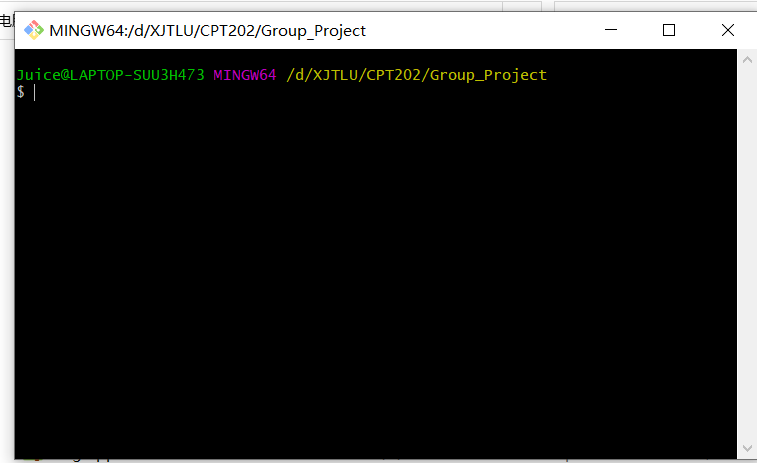 MINGW64:/d/XJTLU/CPT202/Group_Project
Juice@LAPTOP-SUU3H473 MINGW64 /d/XJTLU/CPT202/Group_Project
$